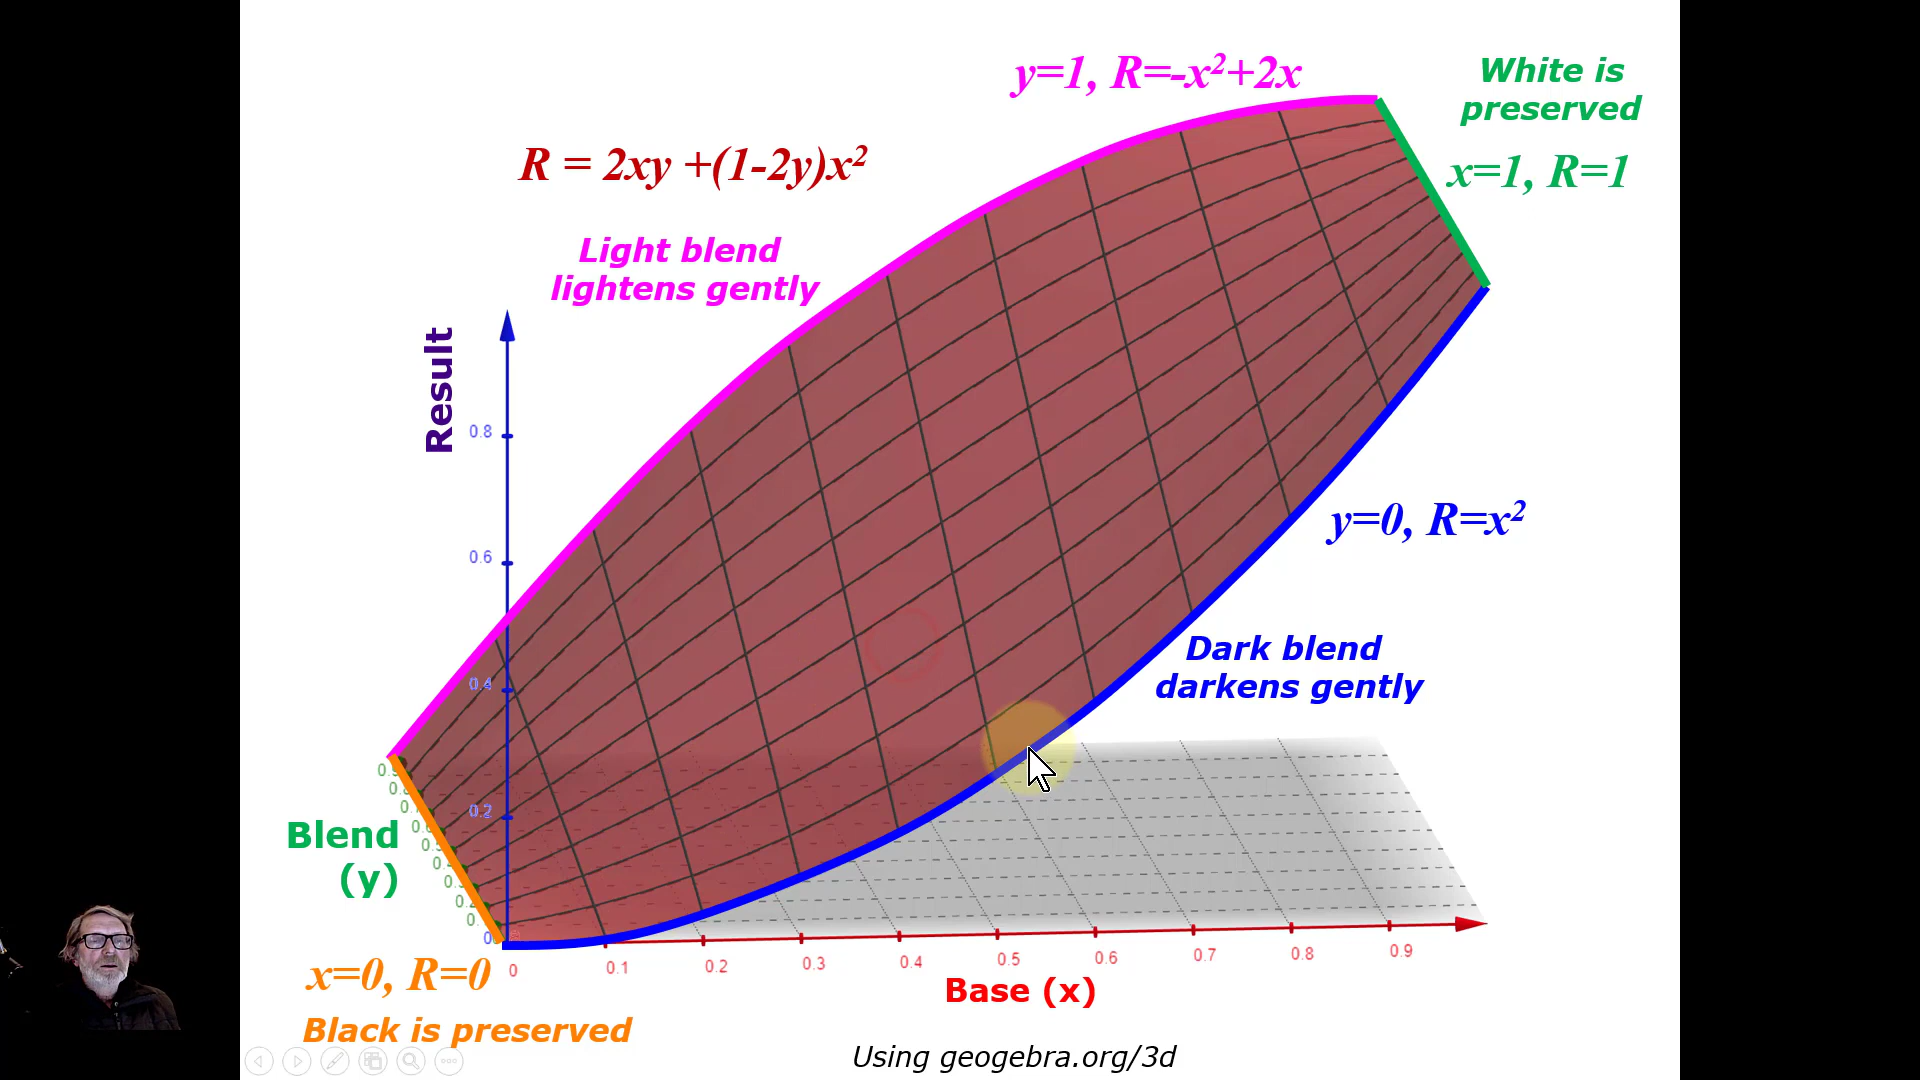 y=1, R=-x²+2x
White is
preserved
x=1, R=1
R = 2xy +(1-2y)x²
Light blend
lightens gently
Result
0.8
0.6
0.4
0.2
y=0, R=x²
Dark blend
darkens gently
Blend
(y)
0
0.1
0.2
0.3
0.4
0.5
0.6
0.7
0.8
0.9
Base (x)
x=0, R=0
Black is preserved
Using geogebra.org/3d